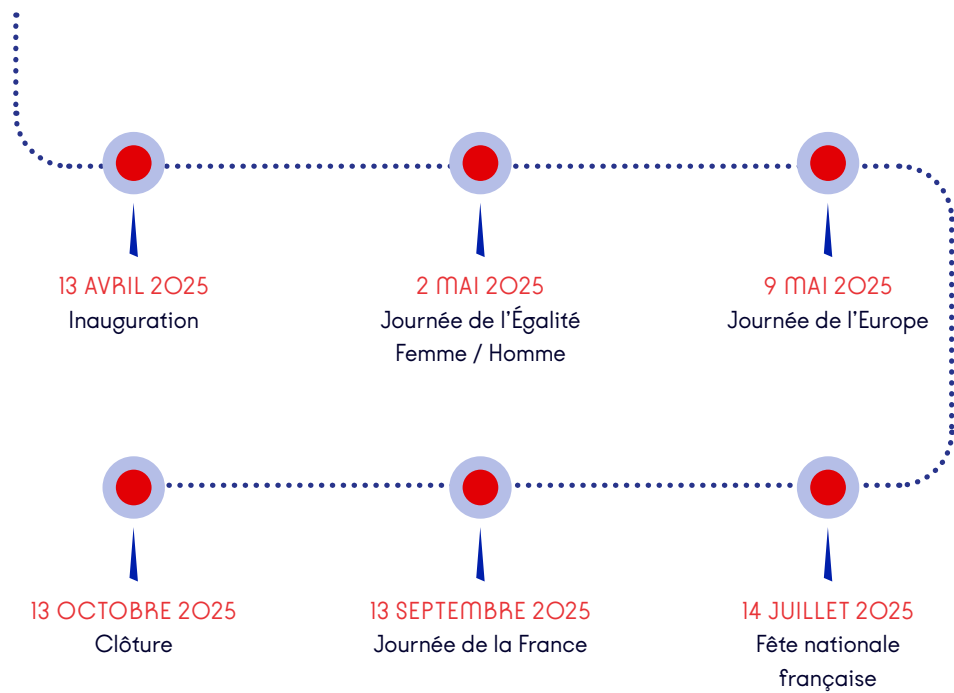 13 AVRIL 2025
Inauguration
2 MAI 2025
Journée de l'Égalité
Femme / Homme
9 MAI 2025
Journée de l'Europe
14 JUILLET 2025
Fête nationale
française
13 SEPTEMBRE 2025
Journée de la France
13 OCTOBRE 2025
Clôture